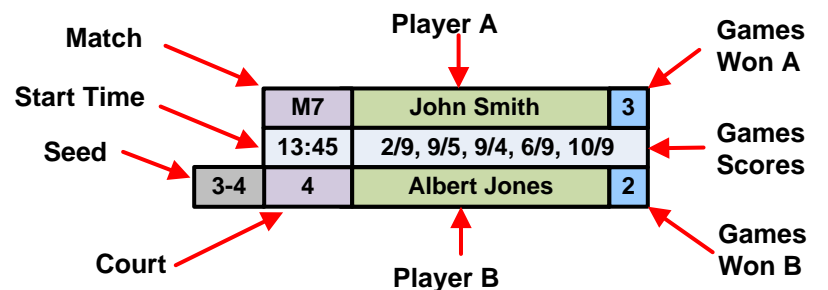 Player A
Match
Games
Won A
Start Time
M7 John Smith 3
Seed
13:45 2/9, 9/5, 9/4, 6/9, 10/9
Games
Scores
3-4 4 Albert Jones 2
Court
Player B
Games
Won B